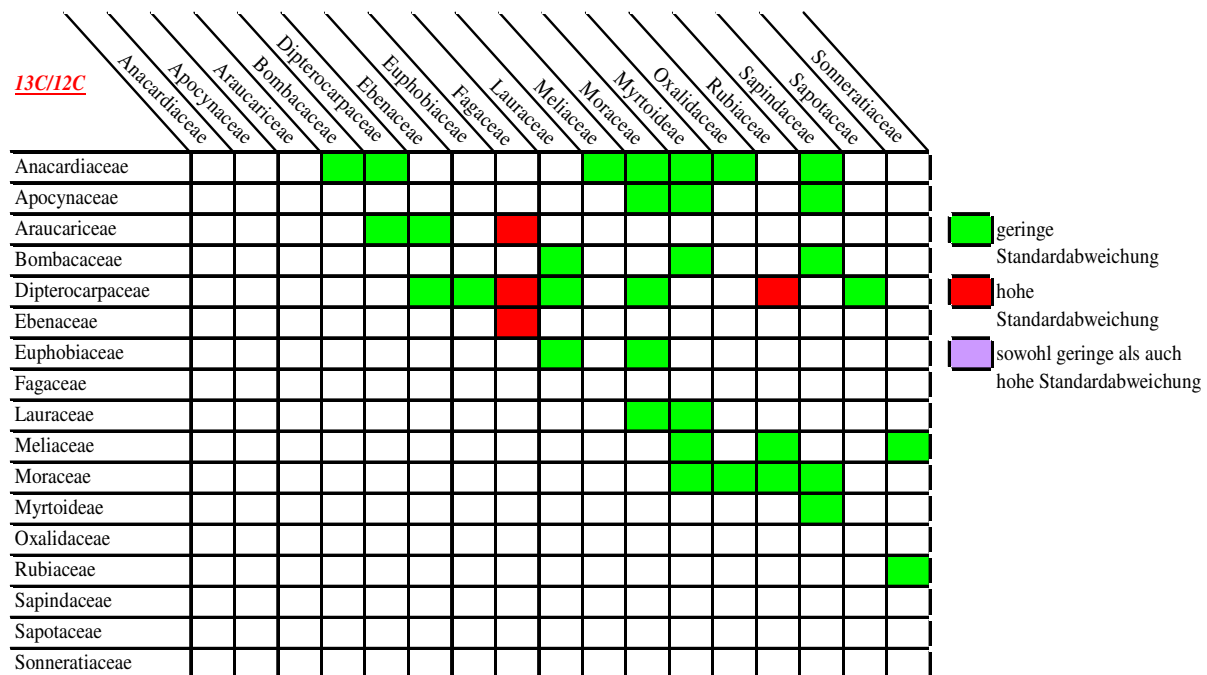 13C/12C
Anacardiaceae
Apocynaceae
Araucariceae
Bombacaceae
Dipterocarpaceae
Ebenaceae
Euphobiaceae
Fagaceae
Lauraceae
Meliaceae
Moraceae
Myrtoideae
Oxalidaceae
Rubiaceae
Sapindaceae
Sapotaceae
Sonneratiaceae
Anacardiaceae
Apocynaceae
Araucariceae
Bombacaceae
Dipterocarpaceae
Ebenaceae
Euphobiaceae
Fagaceae
Lauraceae
Meliaceae
Moraceae
Myrtoideae
Oxalidaceae
Rubiaceae
Sapindaceae
Sapotaceae
Sonneratiaceae
geringe
Standardabweichung
hohe
Standardabweichung
sowohl geringe als auch
hohe Standardabweichung